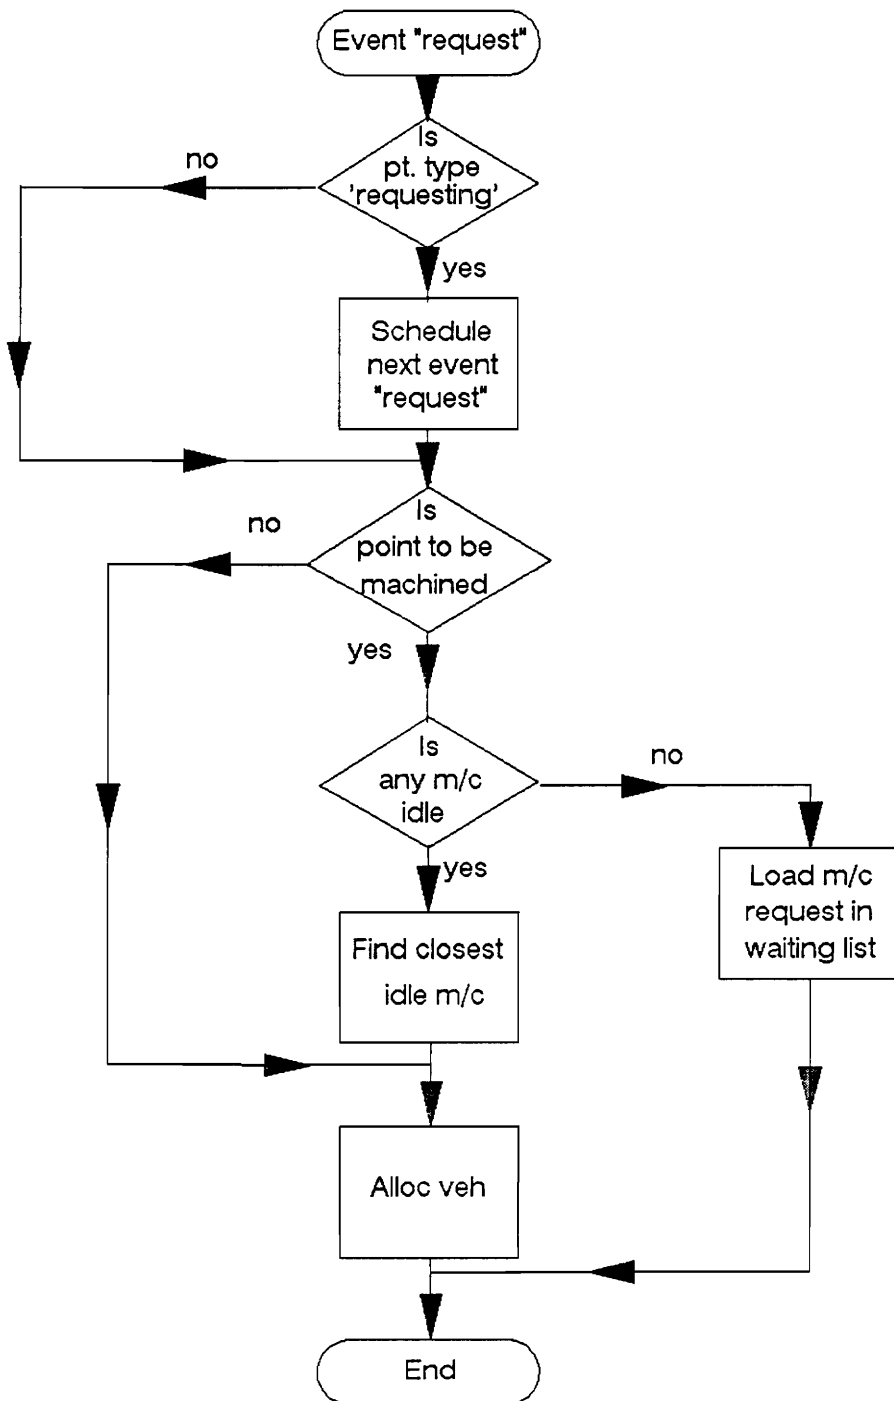 Event "request"
Is
pt. type
'requesting'
no
yes
Schedule
next event
"request"
Is
point to be
machined
no
yes
Is
any m/c
idle
no
yes
Load m/c
request in
waiting list
Find closest
idle m/c
Alloc veh
End